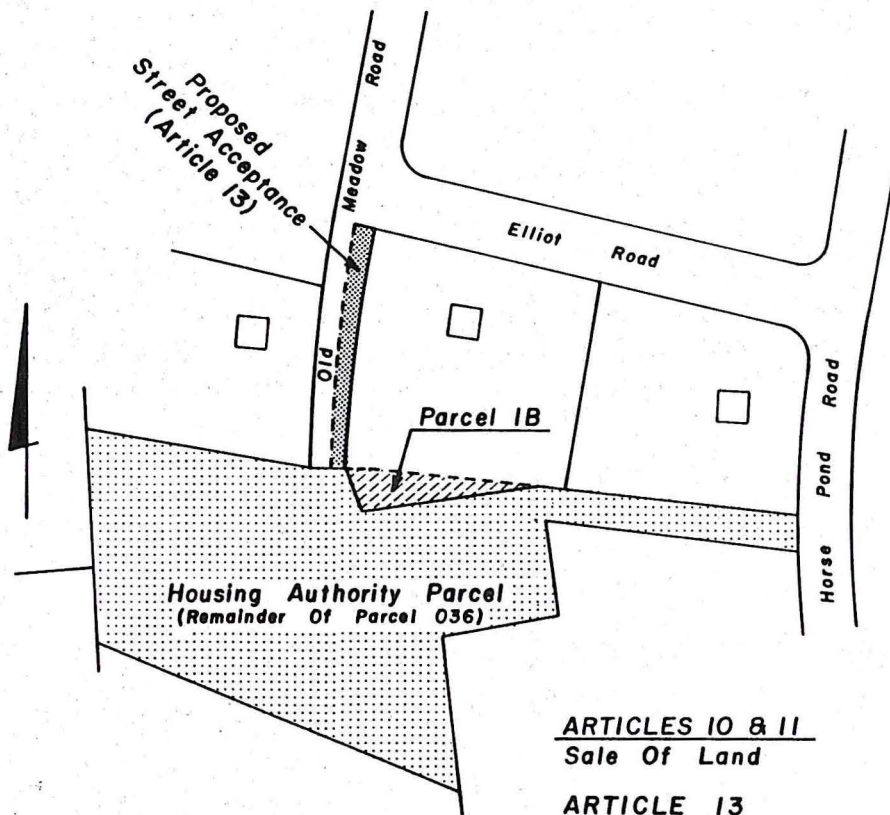 Proposed
Street Acceptance
(Article 13)
Old Meadow Road
Elliot Road
Horse Pond Road
Parcel 1B
Housing Authority Parcel
(Remainder Of Parcel 036)
ARTICLES 10 & 11
Sale Of Land
ARTICLE 13